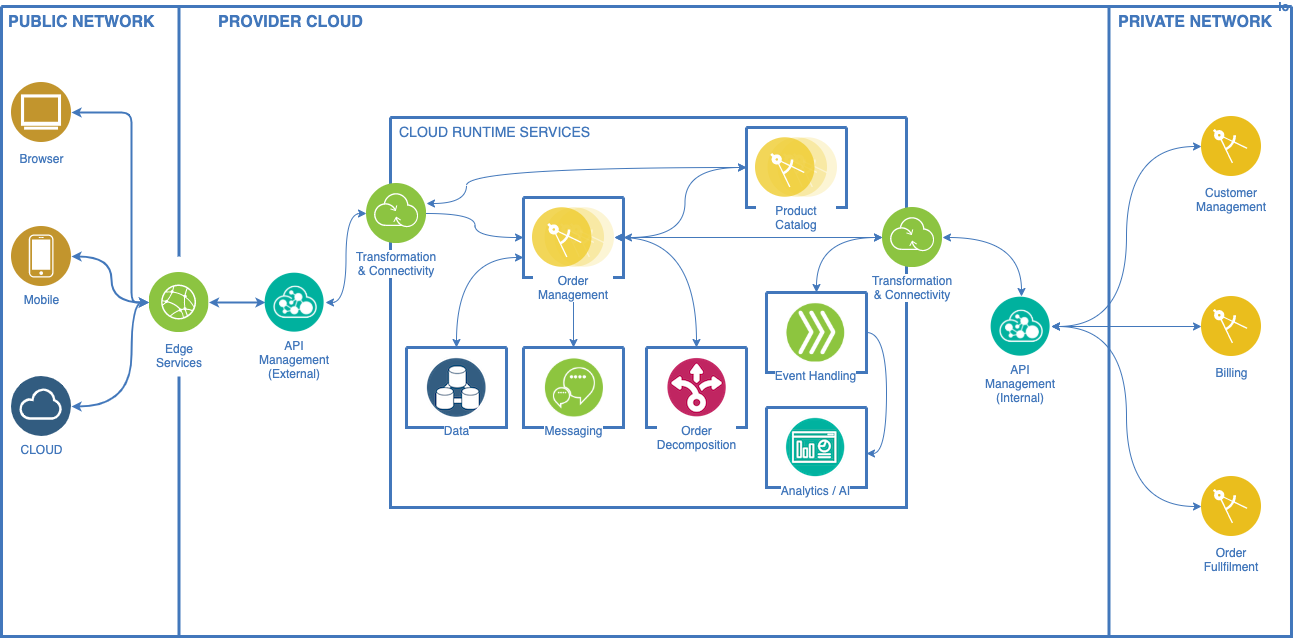 PUBLIC NETWORK
PROVIDER CLOUD
PRIVATE NETWORK
Browser
Mobile
CLOUD
Edge
Services
API
Management
(External)
CLOUD RUNTIME SERVICES
Transformation
& Connectivity
Product
Catalog
Order
Management
Data
Messaging
Order
Decomposition
Transformation
& Connectivity
Event Handling
Analytics / AI
API
Management
(Internal)
Customer
Management
Billing
Order
Fullfilment